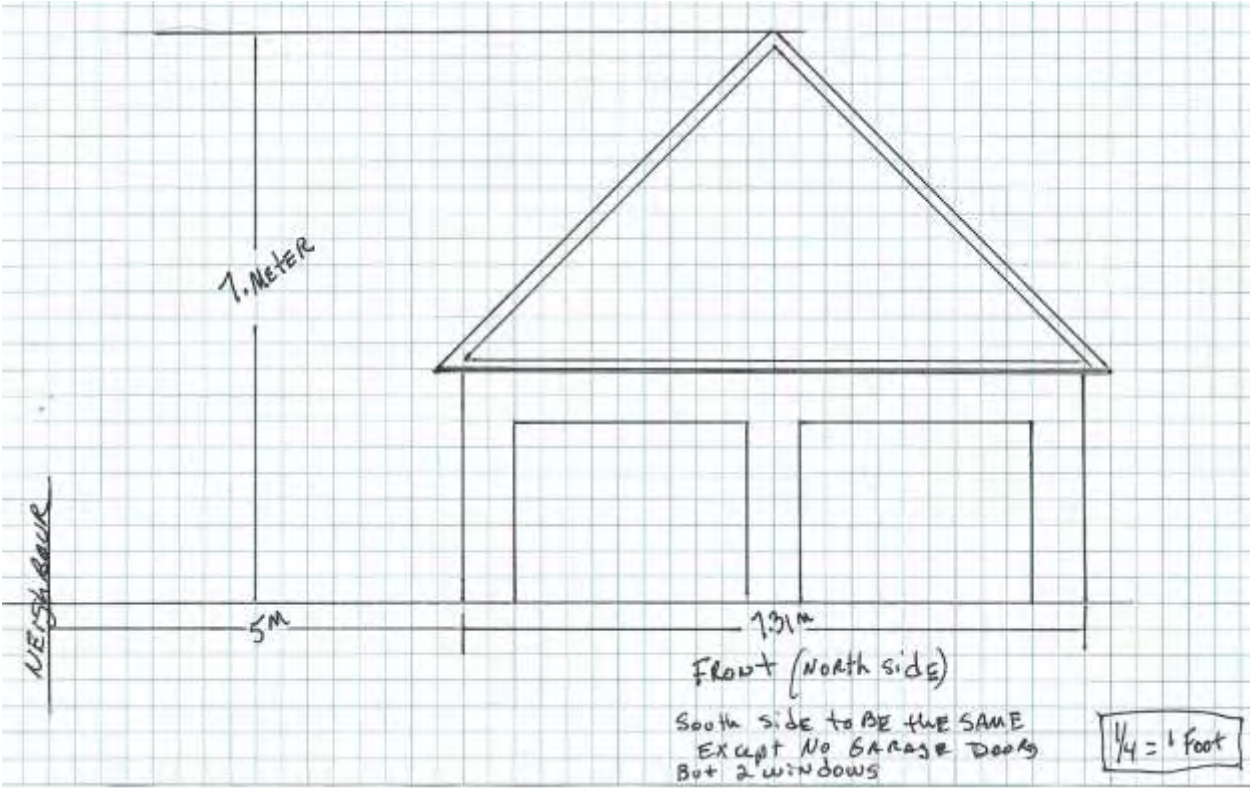 7. METER
NEIGHBOUR
5M
7.31M
FRONT (NORTH SIDE)
South side to BE the SAME
Except No GARAGE Doors
But 2 windows
1/4 = 1 Foot